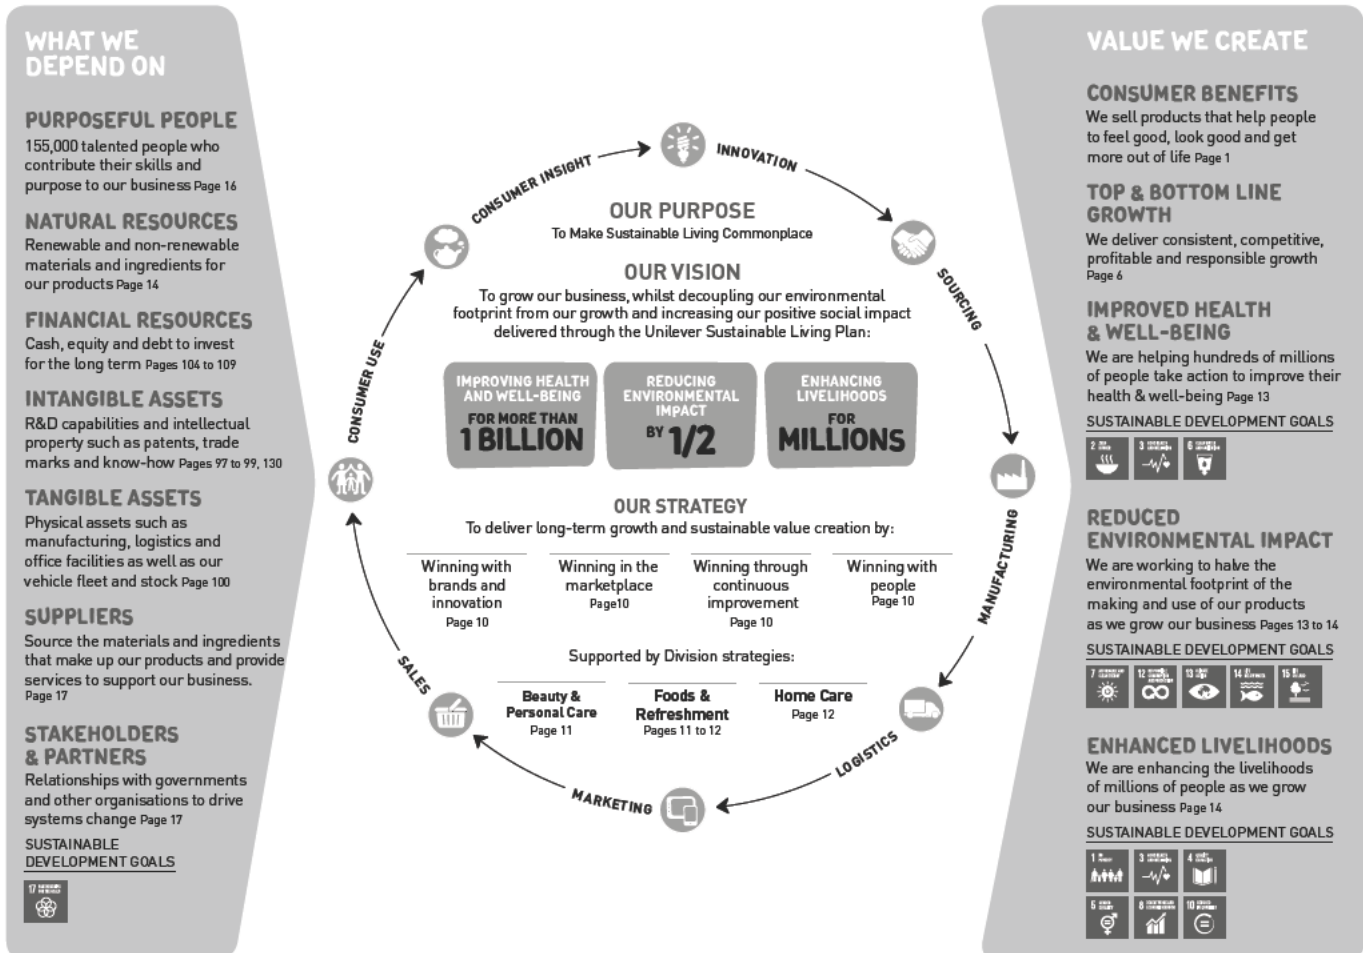 WHAT WE
DEPEND ON
PURPOSEFUL PEOPLE
155,000 talented people who
contribute their skills and
purpose to our business Page 16
NATURAL RESOURCES
Renewable and non-renewable
materials and ingredients for
our products Page 14
FINANCIAL RESOURCES
Cash, equity and debt to invest
for the long term Pages 104 to 109
INTANGIBLE ASSETS
R&D capabilities and intellectual
property such as patents, trade
marks and know-how Pages 97 to 99, 130
TANGIBLE ASSETS
Physical assets such as
manufacturing, logistics and
office facilities as well as our
vehicle fleet and stock Page 100
SUPPLIERS
Source the materials and ingredients
that make up our products and provide
services to support our business.
Page 17
STAKEHOLDERS
& PARTNERS
Relationships with governments
and other organisations to drive
systems change Page 17
SUSTAINABLE
DEVELOPMENT GOALS
17
CONSUMER INSIGHT
INNOVATION
SOURCING
MANUFACTURING
LOGISTICS
MARKETING
SALES
CONSUMER USE
OUR PURPOSE
To Make Sustainable Living Commonplace
OUR VISION
To grow our business, whilst decoupling our environmental
footprint from our growth and increasing our positive social impact
delivered through the Unilever Sustainable Living Plan:
IMPROVING HEALTH
AND WELL-BEING
FOR MORE THAN
1 BILLION
REDUCING
ENVIRONMENTAL
IMPACT
BY 1/2
ENHANCING
LIVELIHOODS
FOR
MILLIONS
OUR STRATEGY
To deliver long-term growth and sustainable value creation by:
Winning with
brands and
innovation
Page 10
Winning in the
marketplace
Page10
Winning through
continuous
improvement
Page 10
Winning with
people
Page 10
Supported by Division strategies:
Beauty &
Personal Care
Page 11
Foods &
Refreshment
Pages 11 to 12
Home Care
Page 12
VALUE WE CREATE
CONSUMER BENEFITS
We sell products that help people
to feel good, look good and get
more out of life Page 1
TOP & BOTTOM LINE
GROWTH
We deliver consistent, competitive,
profitable and responsible growth
Page 6
IMPROVED HEALTH
& WELL-BEING
We are helping hundreds of millions
of people take action to improve their
health & well-being Page 13
SUSTAINABLE DEVELOPMENT GOALS
2 3 6
REDUCED
ENVIRONMENTAL IMPACT
We are working to halve the
environmental footprint of the
making and use of our products
as we grow our business Pages 13 to 14
SUSTAINABLE DEVELOPMENT GOALS
7 12 13 14 15
ENHANCED LIVELIHOODS
We are enhancing the livelihoods
of millions of people as we grow
our business Page 14
SUSTAINABLE DEVELOPMENT GOALS
1 3 4
5 8 10